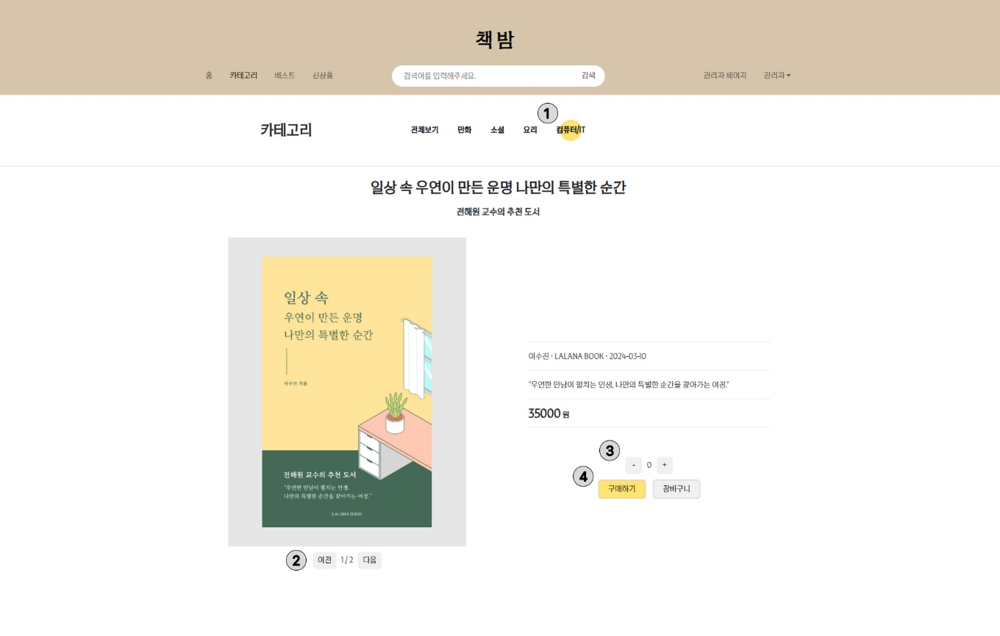 책 밤
홈 카테고리 베스트 신상품 검색어를 입력해주세요. 검색 관리자 페이지 관리자
1
카테고리 전체보기 만화 소설 요리 컴퓨터/IT
일상 속 우연이 만든 운명 나만의 특별한 순간
전해원 교수의 추천 도서
일상 속
우연이 만든 운명
나만의 특별한 순간
이수진 지음
전해원 교수의 추천 도서
"우연한 만남이 펼치는 인생,
나만의 특별한 순간을 찾아가는 여정."
LALANA BOOK
이수진 · LALANA BOOK · 2024-03-10
"우연한 만남이 펼치는 인생, 나만의 특별한 순간을 찾아가는 여정."
35000 원
3
- 0 +
4 구매하기 장바구니
2 이전 1 / 2 다음